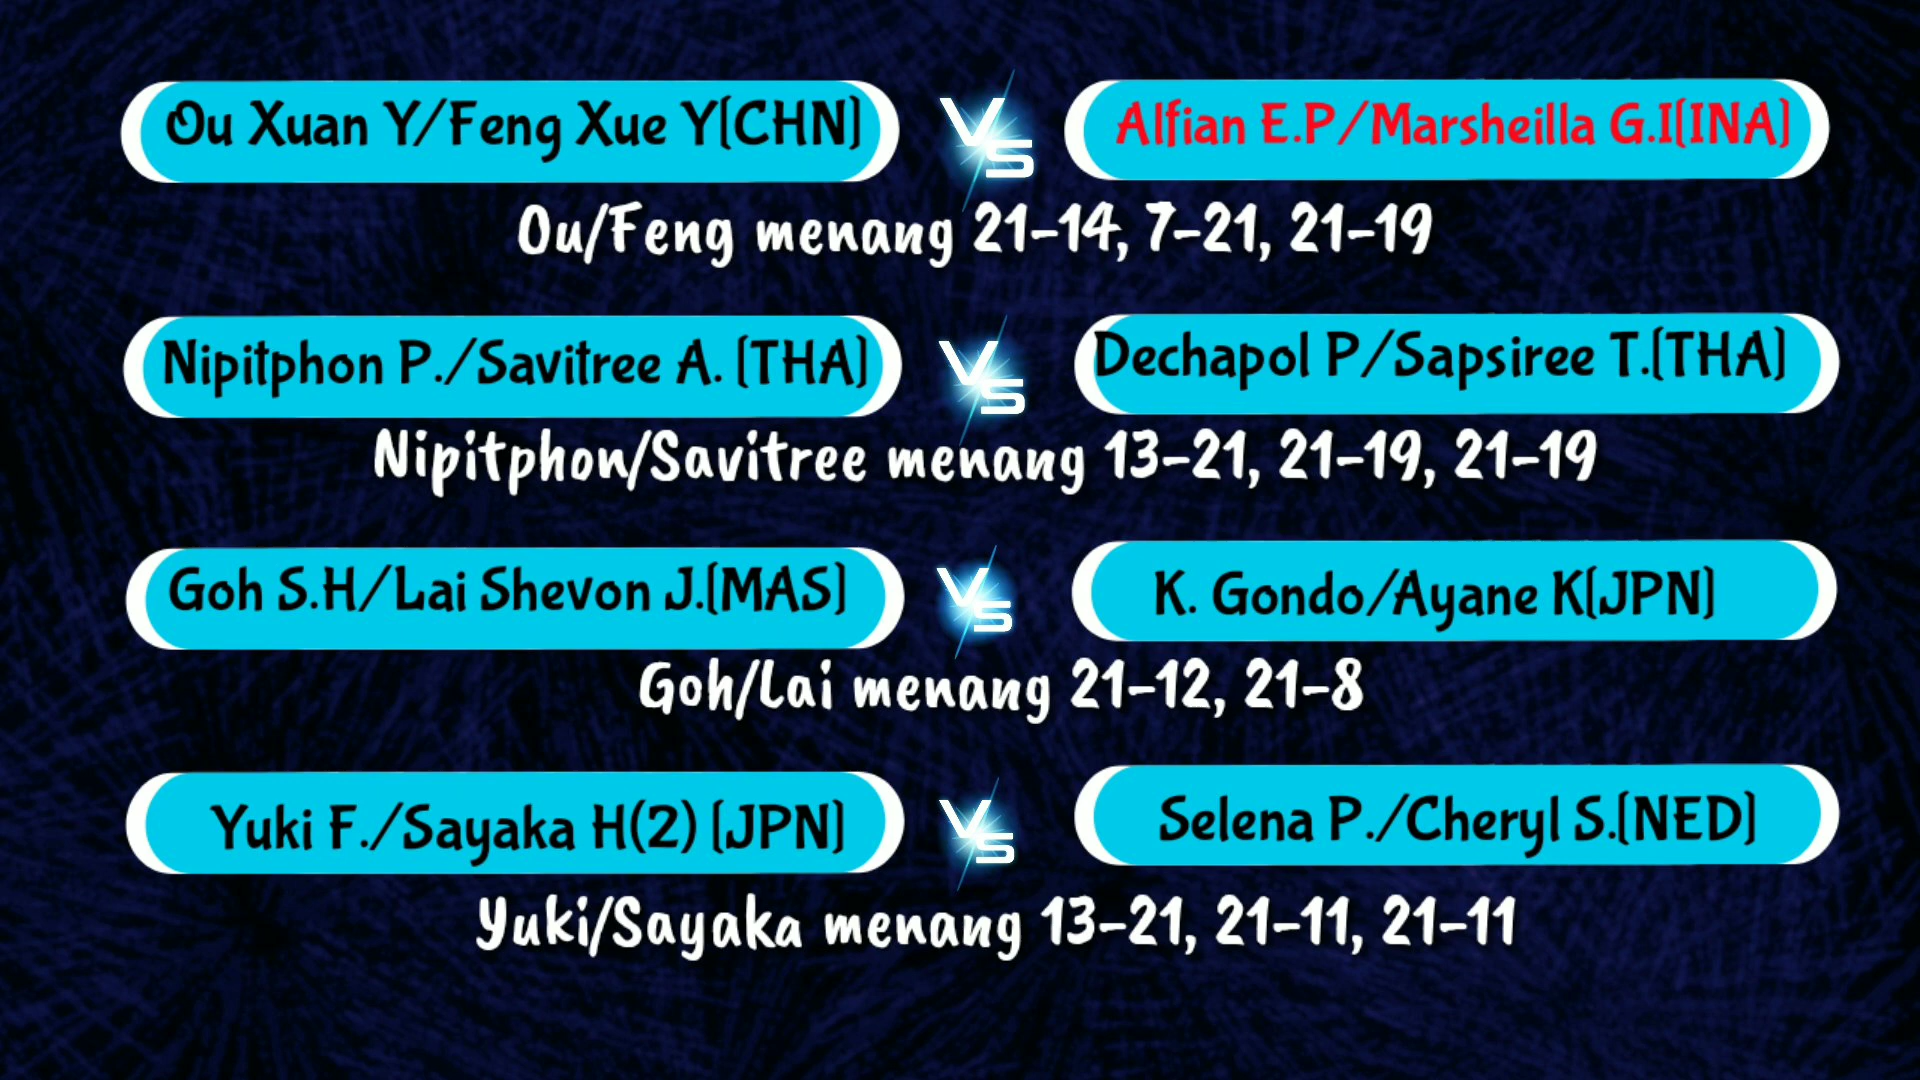 Ou Xuan Y/Feng Xue Y(CHN) VS Alfian E.P/Marsheilla G.I(INA)
Ou/Feng menang 21-14, 7-21, 21-19
Nipitphon P./Savitree A. (THA) VS Dechapol P/Sapsiree T.(THA)
Nipitphon/Savitree menang 13-21, 21-19, 21-19
Goh S.H/Lai Shevon J.(MAS) VS K. Gondo/Ayane K(JPN)
Goh/Lai menang 21-12, 21-8
Yuki F./Sayaka H(2) (JPN) VS Selena P./Cheryl S.(NED)
Yuki/Sayaka menang 13-21, 21-11, 21-11